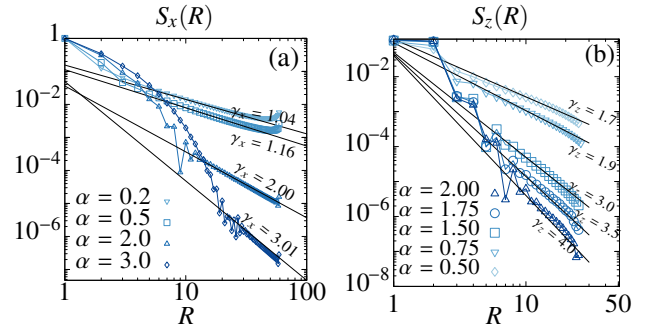 S_x(R)
(a)
1
10^{-2}
10^{-4}
10^{-6}
γ_x = 1.04
γ_x = 1.16
γ_x = 2.00
γ_x = 3.01
α = 0.2
α = 0.5
α = 2.0
α = 3.0
1
10
100
R
S_z(R)
(b)
1
10^{-2}
10^{-4}
10^{-6}
10^{-8}
γ_z = 1.7
γ_z = 1.9
γ_z = 3.0
γ_z = 3.5
γ_z = 4.0
α = 2.00
α = 1.75
α = 1.50
α = 0.75
α = 0.50
1
10
50
R